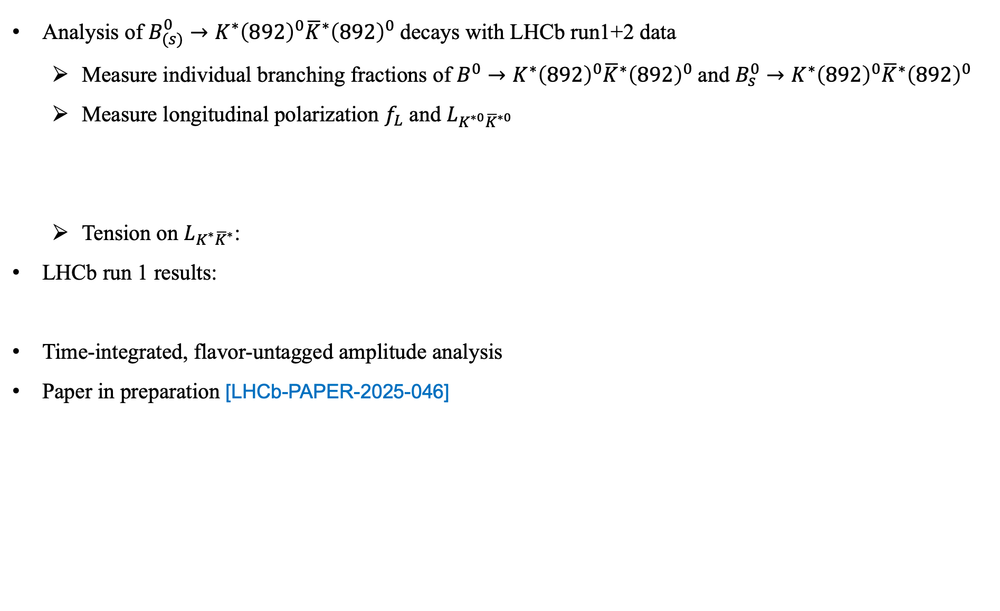 • Analysis of $B^0_{(s)} \to K^*(892)^0 \overline{K}^*(892)^0$ decays with LHCb run1+2 data
➢ Measure individual branching fractions of $B^0 \to K^*(892)^0 \overline{K}^*(892)^0$ and $B^0_s \to K^*(892)^0 \overline{K}^*(892)^0$
➢ Measure longitudinal polarization $f_L$ and $L_{K^{*0}\overline{K}^{*0}}$
➢ Tension on $L_{K^*\overline{K}^*}$:
• LHCb run 1 results:
• Time-integrated, flavor-untagged amplitude analysis
• Paper in preparation [LHCb-PAPER-2025-046]